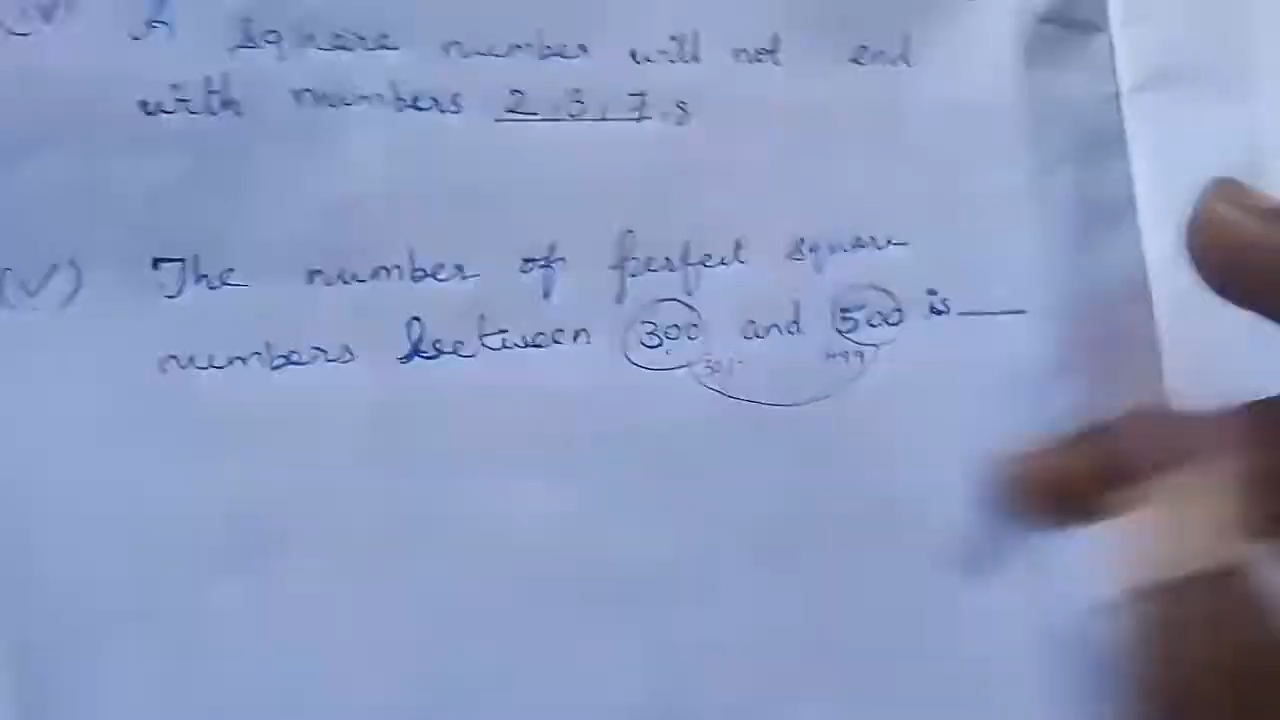 (iv) A square number will not end
with numbers 2, 3, 7, 8
(V) The number of perfect square
numbers between 300 and 500 is
301 499